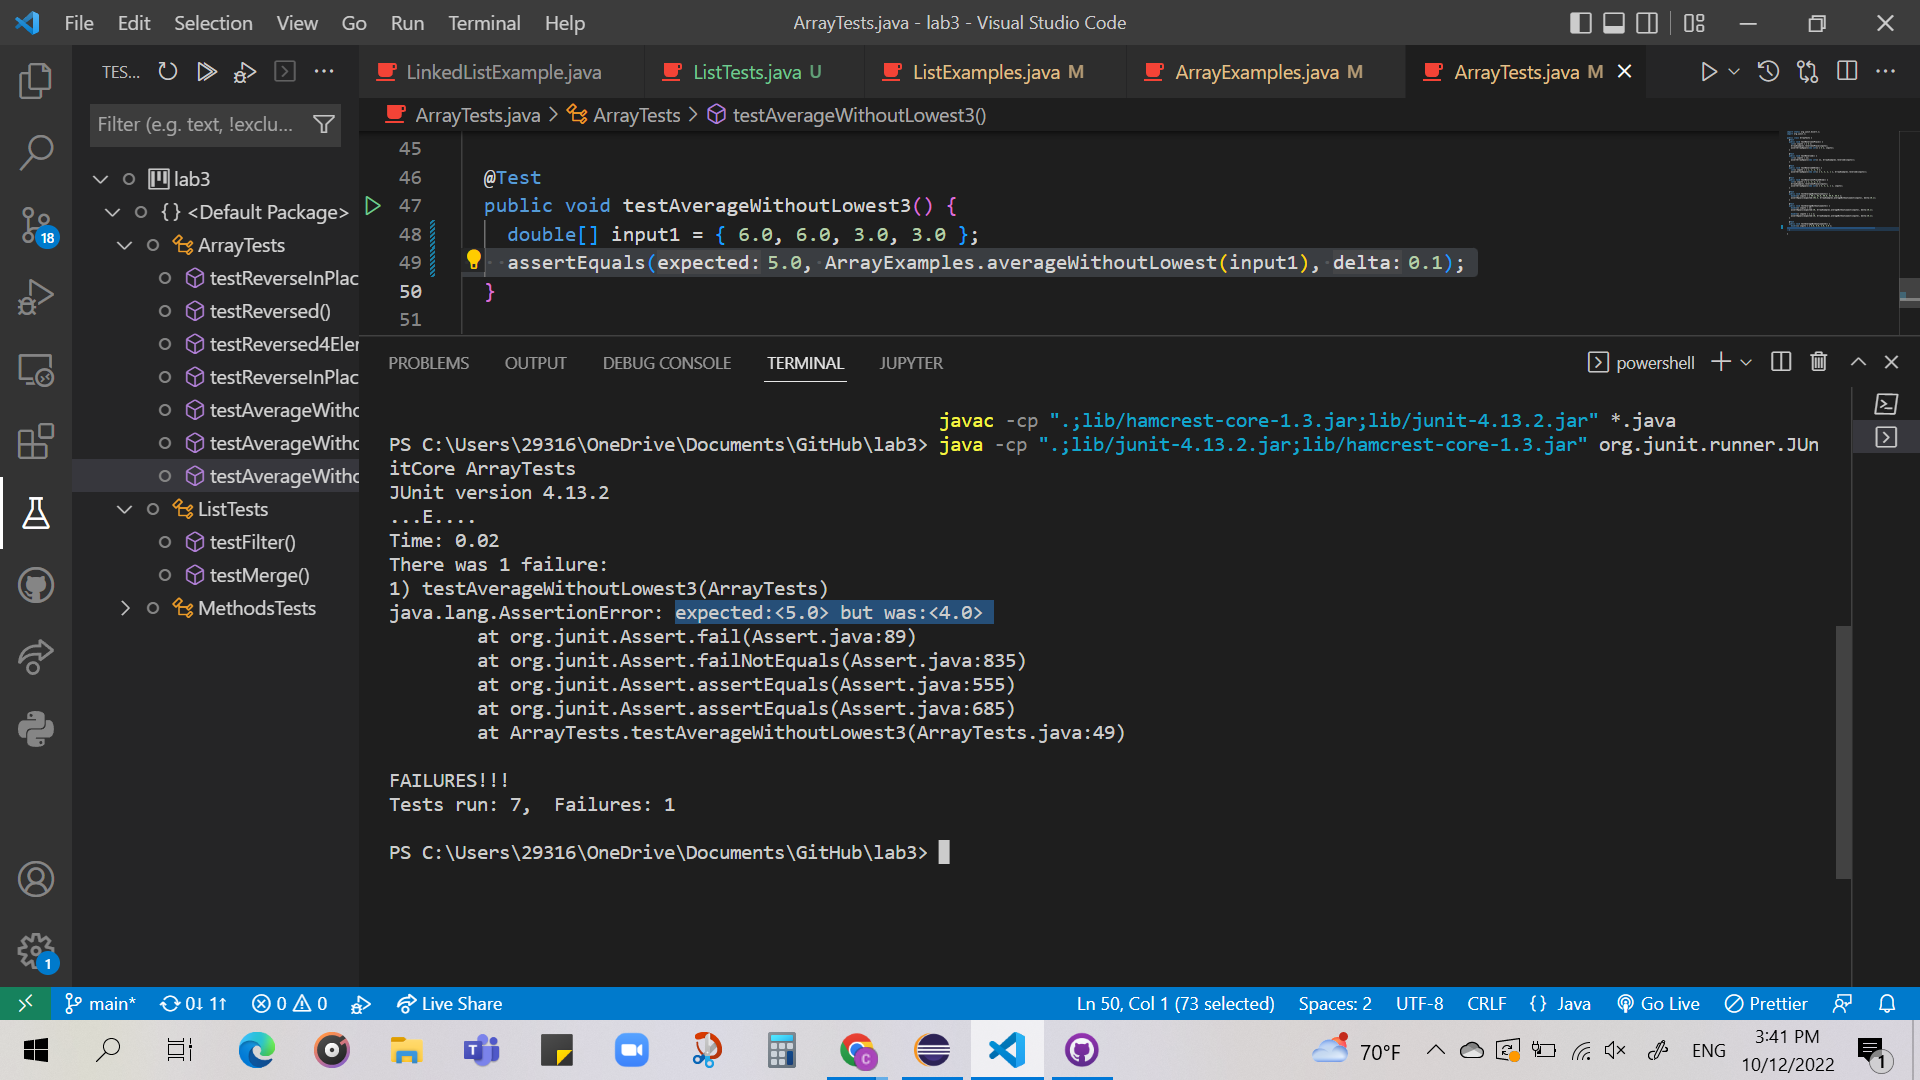 File Edit Selection View Go Run Terminal Help
ArrayTests.java - lab3 - Visual Studio Code
TES...
LinkedListExample.java
ListTests.java U
ListExamples.java M
ArrayExamples.java M
ArrayTests.java M
Filter (e.g. text, !exclu...
ArrayTests.java > ArrayTests > testAverageWithoutLowest3()
lab3
{} <Default Package>
ArrayTests
testReverseInPlac
testReversed()
testReversed4Eler
testReverseInPlac
testAverageWitho
testAverageWitho
testAverageWitho
ListTests
testFilter()
testMerge()
MethodsTests
18
1
45
46 @Test
47 public void testAverageWithoutLowest3() {
48 double[] input1 = { 6.0, 6.0, 3.0, 3.0 };
49 assertEquals(expected: 5.0, ArrayExamples.averageWithoutLowest(input1), delta: 0.1);
50 }
51
PROBLEMS OUTPUT DEBUG CONSOLE TERMINAL JUPYTER
powershell
javac -cp ".;lib/hamcrest-core-1.3.jar;lib/junit-4.13.2.jar" *.java
PS C:\Users\29316\OneDrive\Documents\GitHub\lab3> java -cp ".;lib/junit-4.13.2.jar;lib/hamcrest-core-1.3.jar" org.junit.runner.JUn
itCore ArrayTests
JUnit version 4.13.2
...E....
Time: 0.02
There was 1 failure:
1) testAverageWithoutLowest3(ArrayTests)
java.lang.AssertionError: expected:<5.0> but was:<4.0>
at org.junit.Assert.fail(Assert.java:89)
at org.junit.Assert.failNotEquals(Assert.java:835)
at org.junit.Assert.assertEquals(Assert.java:555)
at org.junit.Assert.assertEquals(Assert.java:685)
at ArrayTests.testAverageWithoutLowest3(ArrayTests.java:49)
FAILURES!!!
Tests run: 7,  Failures: 1
PS C:\Users\29316\OneDrive\Documents\GitHub\lab3>
main* 0↓ 1↑ 0 0 Live Share
Ln 50, Col 1 (73 selected) Spaces: 2 UTF-8 CRLF {} Java Go Live Prettier
70°F ENG
3:41 PM
10/12/2022
1